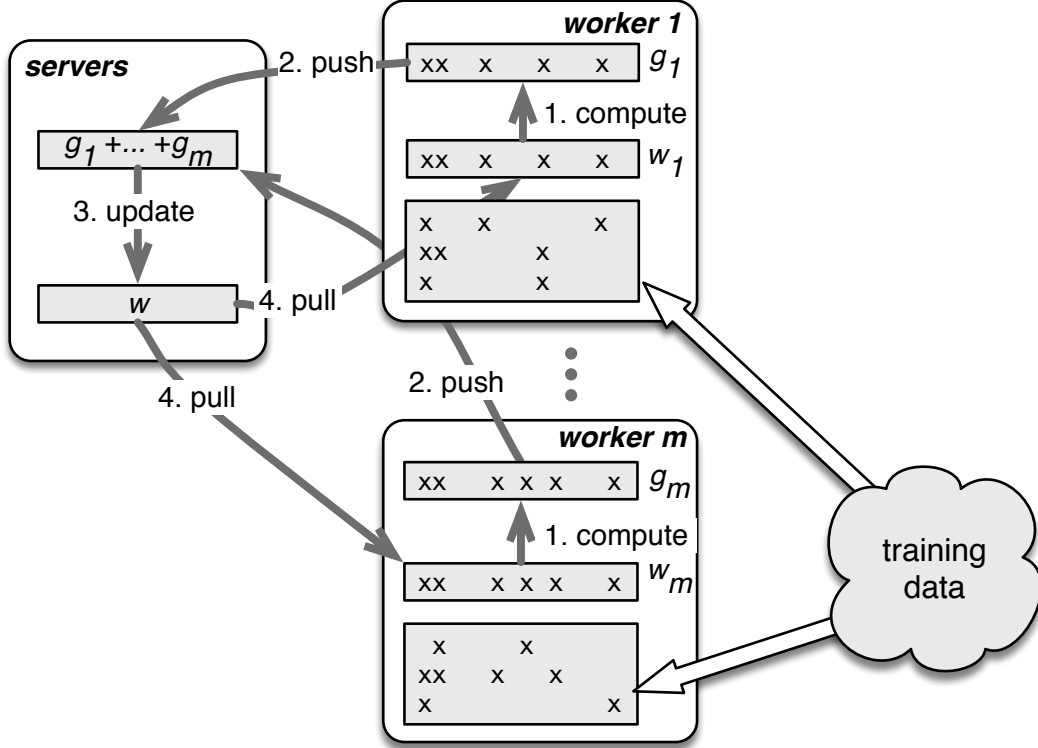 servers
g1 +... +gm
3. update
w
2. push
4. pull
4. pull
worker 1
xx x x x g1
1. compute
xx x x x w1
x x x
xx x
x x
2. push
worker m
xx x x x x gm
1. compute
xx x x x x wm
x x
xx x x
x x
training
data